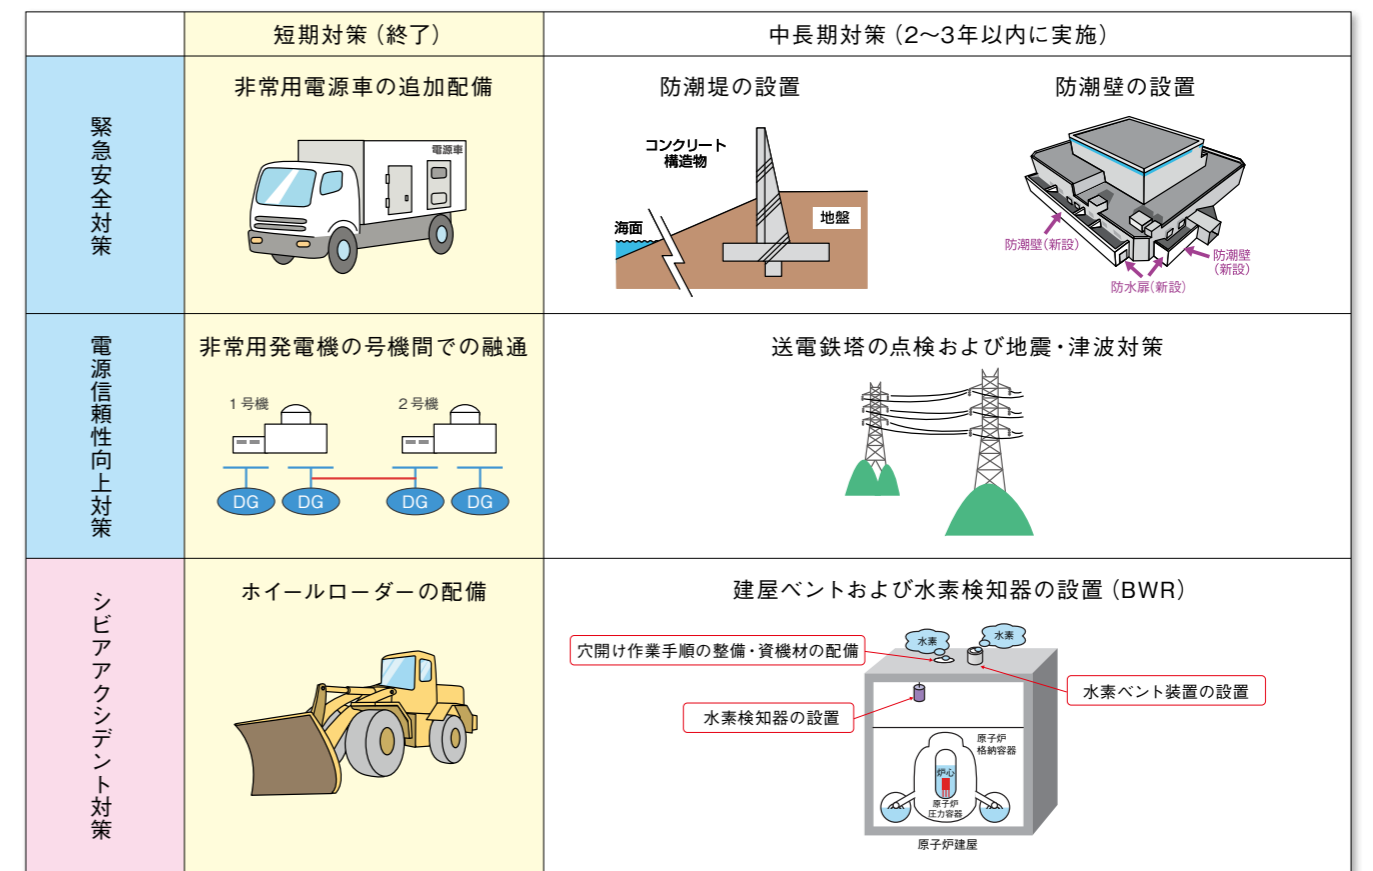 短期対策（終了）
中長期対策（2～3年以内に実施）
緊急安全対策
非常用電源車の追加配備
電源車
防潮堤の設置
コンクリート
構造物
海面
地盤
防潮壁の設置
防潮壁（新設）
防水扉（新設）
防潮壁
（新設）
電源信頼性向上対策
非常用発電機の号機間での融通
1号機
2号機
DG
DG
DG
DG
送電鉄塔の点検および地震・津波対策
シビアアクシデント対策
ホイールローダーの配備
建屋ベントおよび水素検知器の設置（BWR）
水素
水素
穴開け作業手順の整備・資機材の配備
水素ベント装置の設置
水素検知器の設置
原子炉
格納容器
炉心
原子炉
圧力容器
原子炉建屋